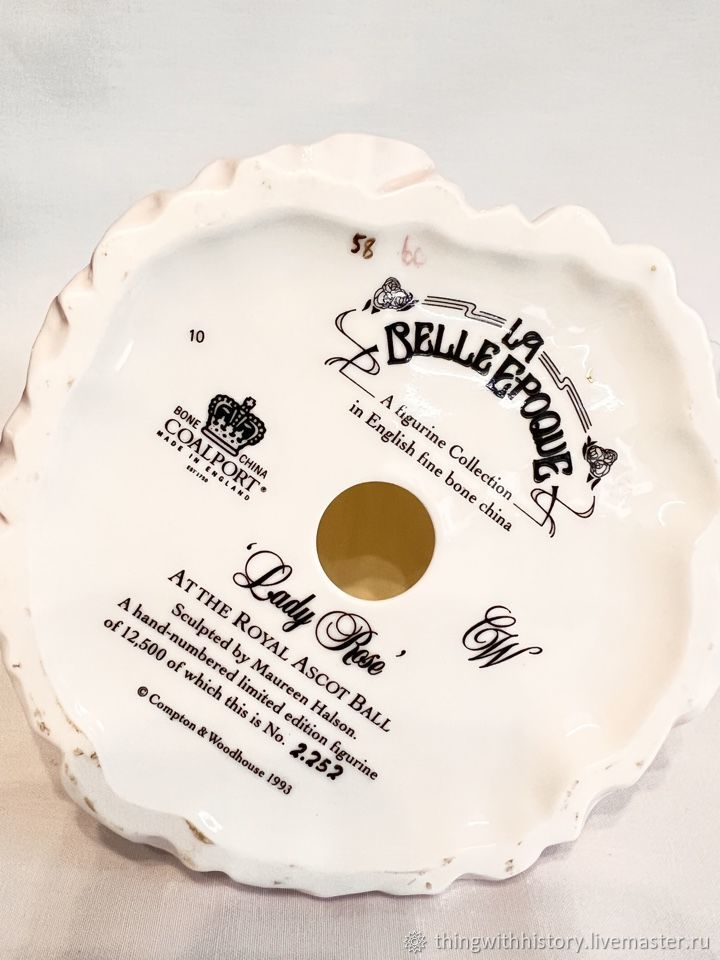 58 60
10
LA
BELLE EPOQUE
A figurine Collection
in English fine bone china
BONE CHINA
COALPORT®
MADE IN ENGLAND
EST 1750
'Lady Rose'
AT THE ROYAL ASCOT BALL
Sculpted by Maureen Halson.
A hand-numbered limited edition figurine
of 12,500 of which this is No. 2.252
© Compton & Woodhouse 1993
CW
thingwithhistory.livemaster.ru